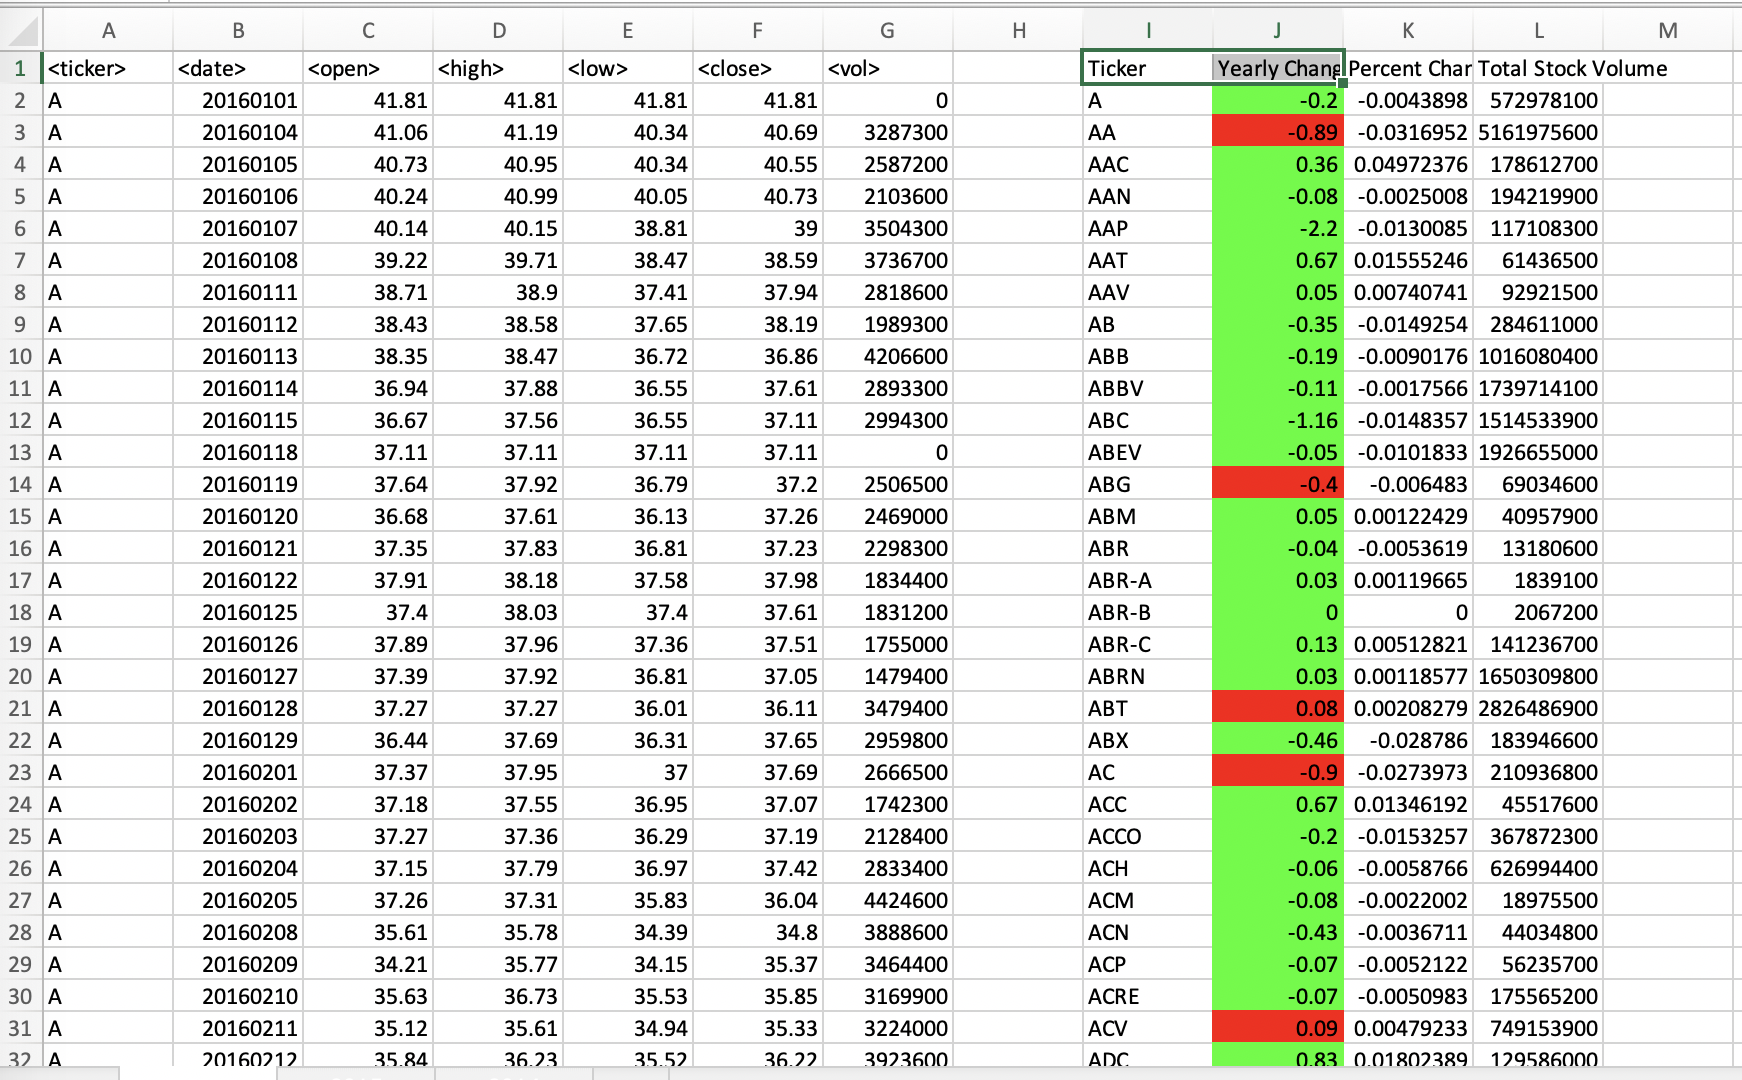 A B C D E F G H I J K L M
1 <ticker> <date> <open> <high> <low> <close> <vol> Ticker Yearly Chang Percent Char Total Stock Volume
2 A 20160101 41.81 41.81 41.81 41.81 0 A -0.2 -0.0043898 572978100
3 A 20160104 41.06 41.19 40.34 40.69 3287300 AA -0.89 -0.0316952 5161975600
4 A 20160105 40.73 40.95 40.34 40.55 2587200 AAC 0.36 0.04972376 178612700
5 A 20160106 40.24 40.99 40.05 40.73 2103600 AAN -0.08 -0.0025008 194219900
6 A 20160107 40.14 40.15 38.81 39 3504300 AAP -2.2 -0.0130085 117108300
7 A 20160108 39.22 39.71 38.47 38.59 3736700 AAT 0.67 0.01555246 61436500
8 A 20160111 38.71 38.9 37.41 37.94 2818600 AAV 0.05 0.00740741 92921500
9 A 20160112 38.43 38.58 37.65 38.19 1989300 AB -0.35 -0.0149254 284611000
10 A 20160113 38.35 38.47 36.72 36.86 4206600 ABB -0.19 -0.0090176 1016080400
11 A 20160114 36.94 37.88 36.55 37.61 2893300 ABBV -0.11 -0.0017566 1739714100
12 A 20160115 36.67 37.56 36.55 37.11 2994300 ABC -1.16 -0.0148357 1514533900
13 A 20160118 37.11 37.11 37.11 37.11 0 ABEV -0.05 -0.0101833 1926655000
14 A 20160119 37.64 37.92 36.79 37.2 2506500 ABG -0.4 -0.006483 69034600
15 A 20160120 36.68 37.61 36.13 37.26 2469000 ABM 0.05 0.00122429 40957900
16 A 20160121 37.35 37.83 36.81 37.23 2298300 ABR -0.04 -0.0053619 13180600
17 A 20160122 37.91 38.18 37.58 37.98 1834400 ABR-A 0.03 0.00119665 1839100
18 A 20160125 37.4 38.03 37.4 37.61 1831200 ABR-B 0 0 2067200
19 A 20160126 37.89 37.96 37.36 37.51 1755000 ABR-C 0.13 0.00512821 141236700
20 A 20160127 37.39 37.92 36.81 37.05 1479400 ABRN 0.03 0.00118577 1650309800
21 A 20160128 37.27 37.27 36.01 36.11 3479400 ABT 0.08 0.00208279 2826486900
22 A 20160129 36.44 37.69 36.31 37.65 2959800 ABX -0.46 -0.028786 183946600
23 A 20160201 37.37 37.95 37 37.69 2666500 AC -0.9 -0.0273973 210936800
24 A 20160202 37.18 37.55 36.95 37.07 1742300 ACC 0.67 0.01346192 45517600
25 A 20160203 37.27 37.36 36.29 37.19 2128400 ACCO -0.2 -0.0153257 367872300
26 A 20160204 37.15 37.79 36.97 37.42 2833400 ACH -0.06 -0.0058766 626994400
27 A 20160205 37.26 37.31 35.83 36.04 4424600 ACM -0.08 -0.0022002 18975500
28 A 20160208 35.61 35.78 34.39 34.8 3888600 ACN -0.43 -0.0036711 44034800
29 A 20160209 34.21 35.77 34.15 35.37 3464400 ACP -0.07 -0.0052122 56235700
30 A 20160210 35.63 36.73 35.53 35.85 3169900 ACRE -0.07 -0.0050983 175565200
31 A 20160211 35.12 35.61 34.94 35.33 3224000 ACV 0.09 0.00479233 749153900
32 A 20160212 35.84 36.23 35.52 36.22 3923600 ADC 0.83 0.01802389 129586000